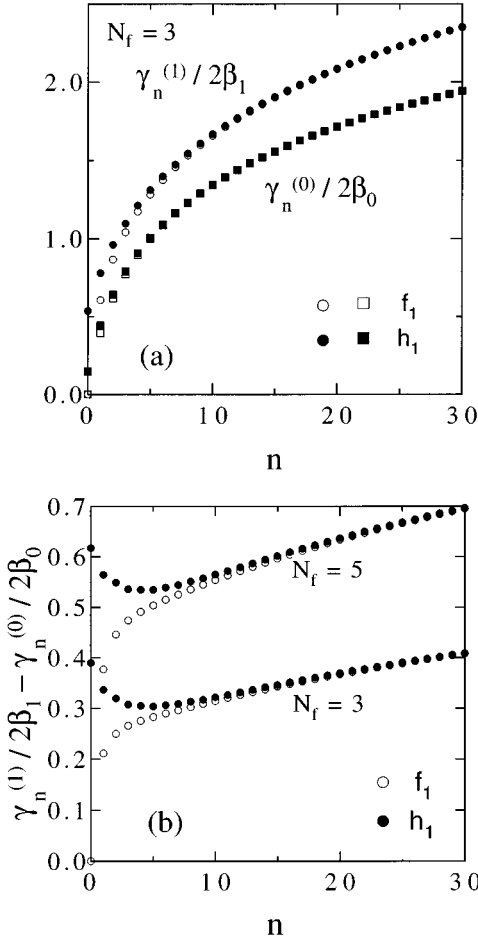 N_f = 3
γ_n^(1) / 2β_1
γ_n^(0) / 2β_0
2.0
1.0
0.0
○ □ f_1
● ■ h_1
(a)
0 10 20 30
n
γ_n^(1) / 2β_1 − γ_n^(0) / 2β_0
0.7
0.6
0.5
0.4
0.3
0.2
0.1
0.0
N_f = 5
N_f = 3
○ f_1
● h_1
(b)
0 10 20 30
n